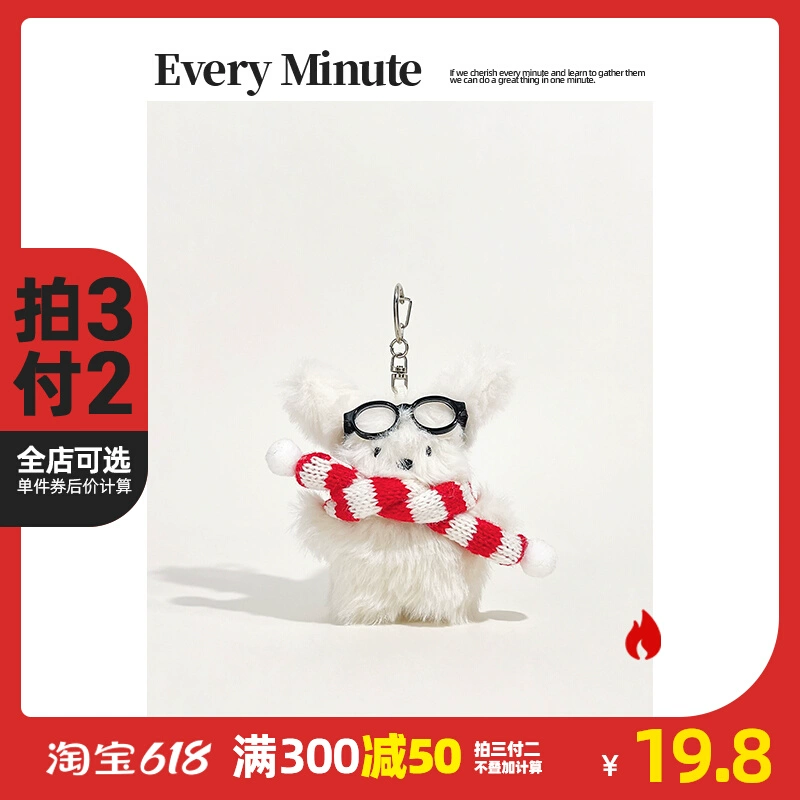 Every Minute
If we cherish every minute and learn to gather them
we can do a great thing in one minute.
拍3
付2
全店可选
单件券后价计算
淘宝618
满300减50
拍三付二
不叠加计算
¥ 19.8